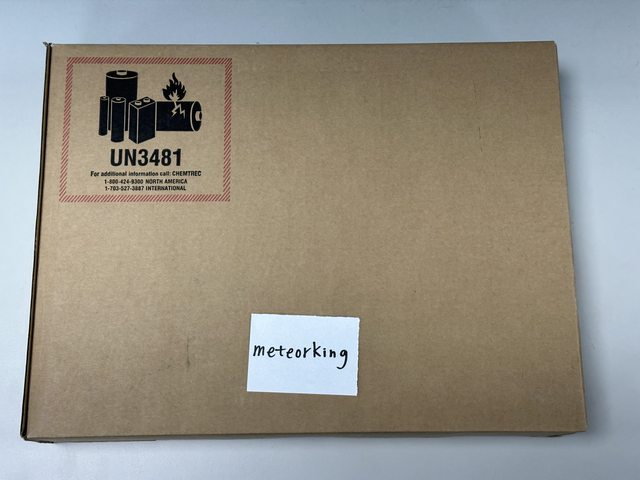 UN3481
For additional information call: CHEMTREC
1-800-424-9300 NORTH AMERICA
1-703-527-3887 INTERNATIONAL
meteorking